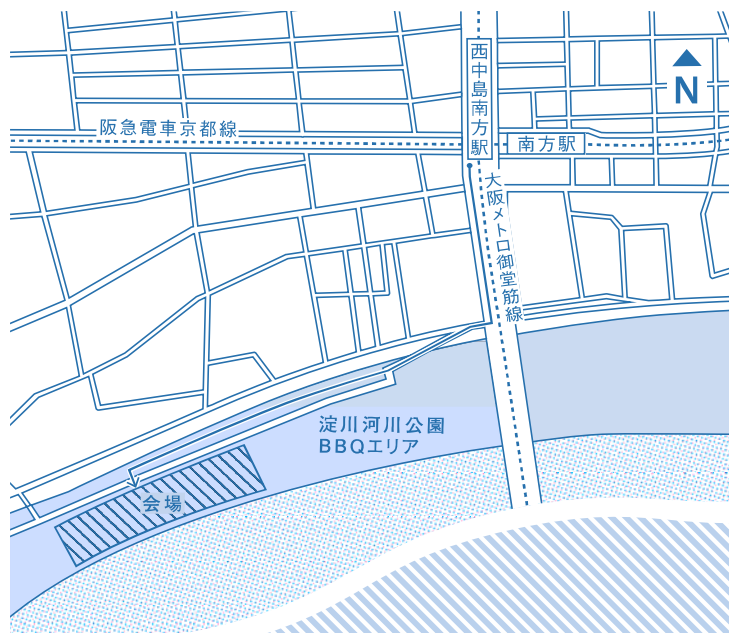 西中島南方駅
N
阪急電車京都線
南方駅
大阪メトロ御堂筋線
淀川河川公園
BBQエリア
会場